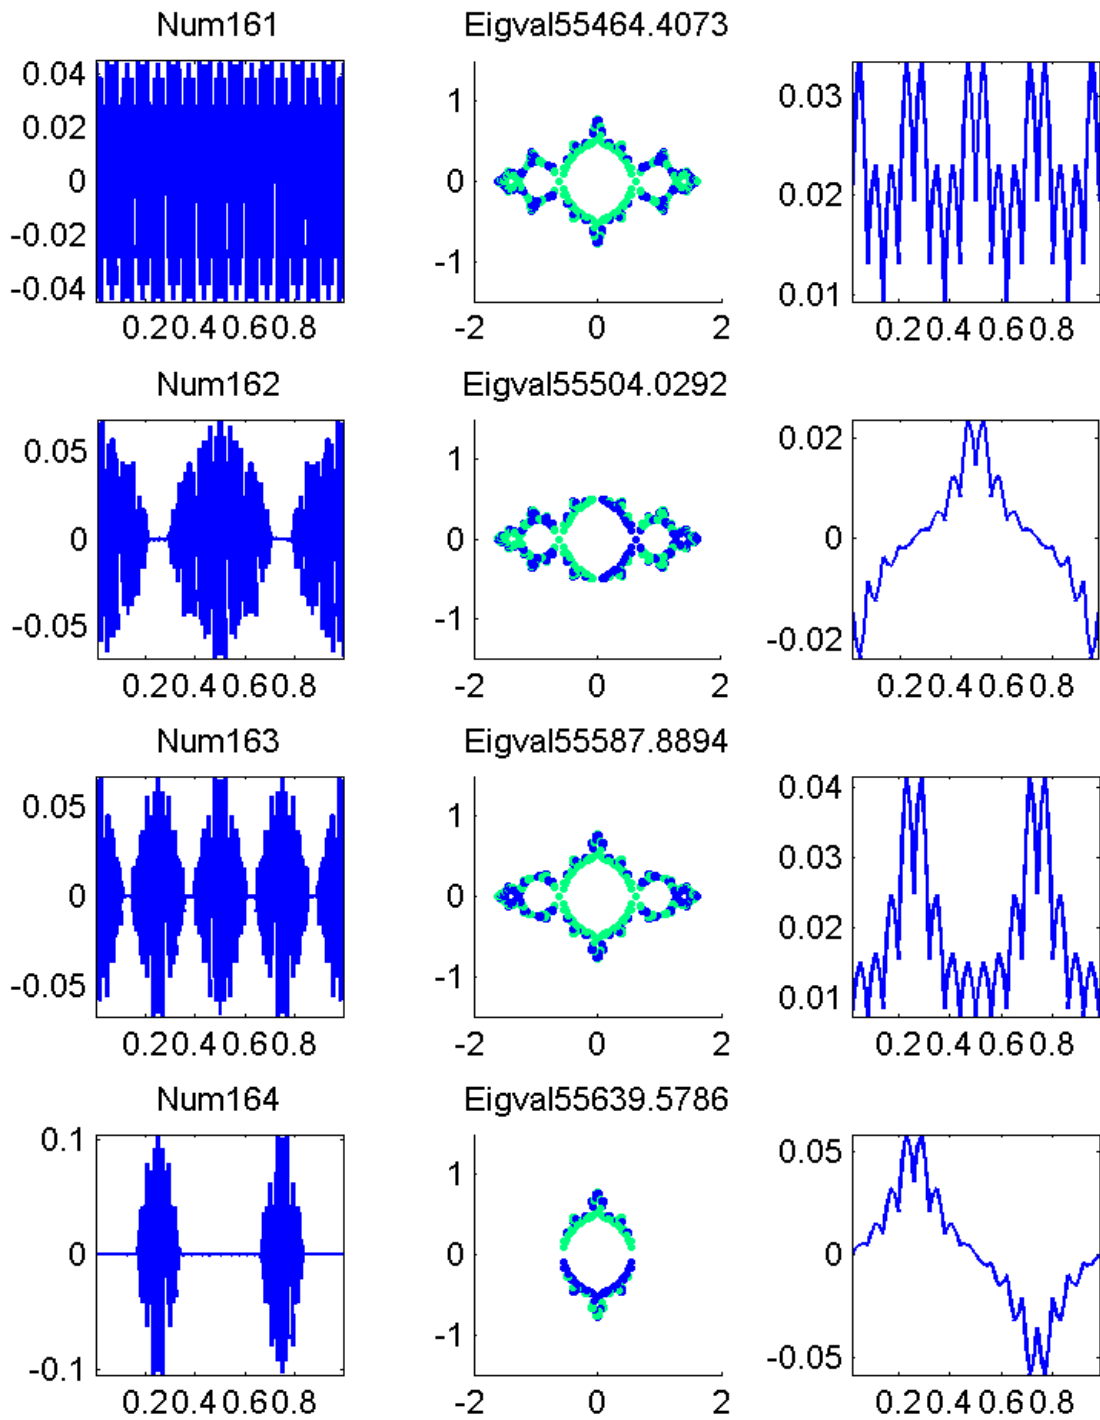 Num161 Eigval55464.4073
0.04 1 0.03
0.02
0 0 0.02
-0.02
-0.04 -1 0.01
0.20.40.60.8 -2 0 2 0.20.40.60.8
Num162 Eigval55504.0292
0.05 1 0.02
0 0 0
-0.05 -1 -0.02
0.20.40.60.8 -2 0 2 0.20.40.60.8
Num163 Eigval55587.8894
0.05 1 0.04
0.03
0 0
0.02
-0.05 -1 0.01
0.20.40.60.8 -2 0 2 0.20.40.60.8
Num164 Eigval55639.5786
0.1 1 0.05
0 0 0
-0.1 -1 -0.05
0.20.40.60.8 -2 0 2 0.20.40.60.8